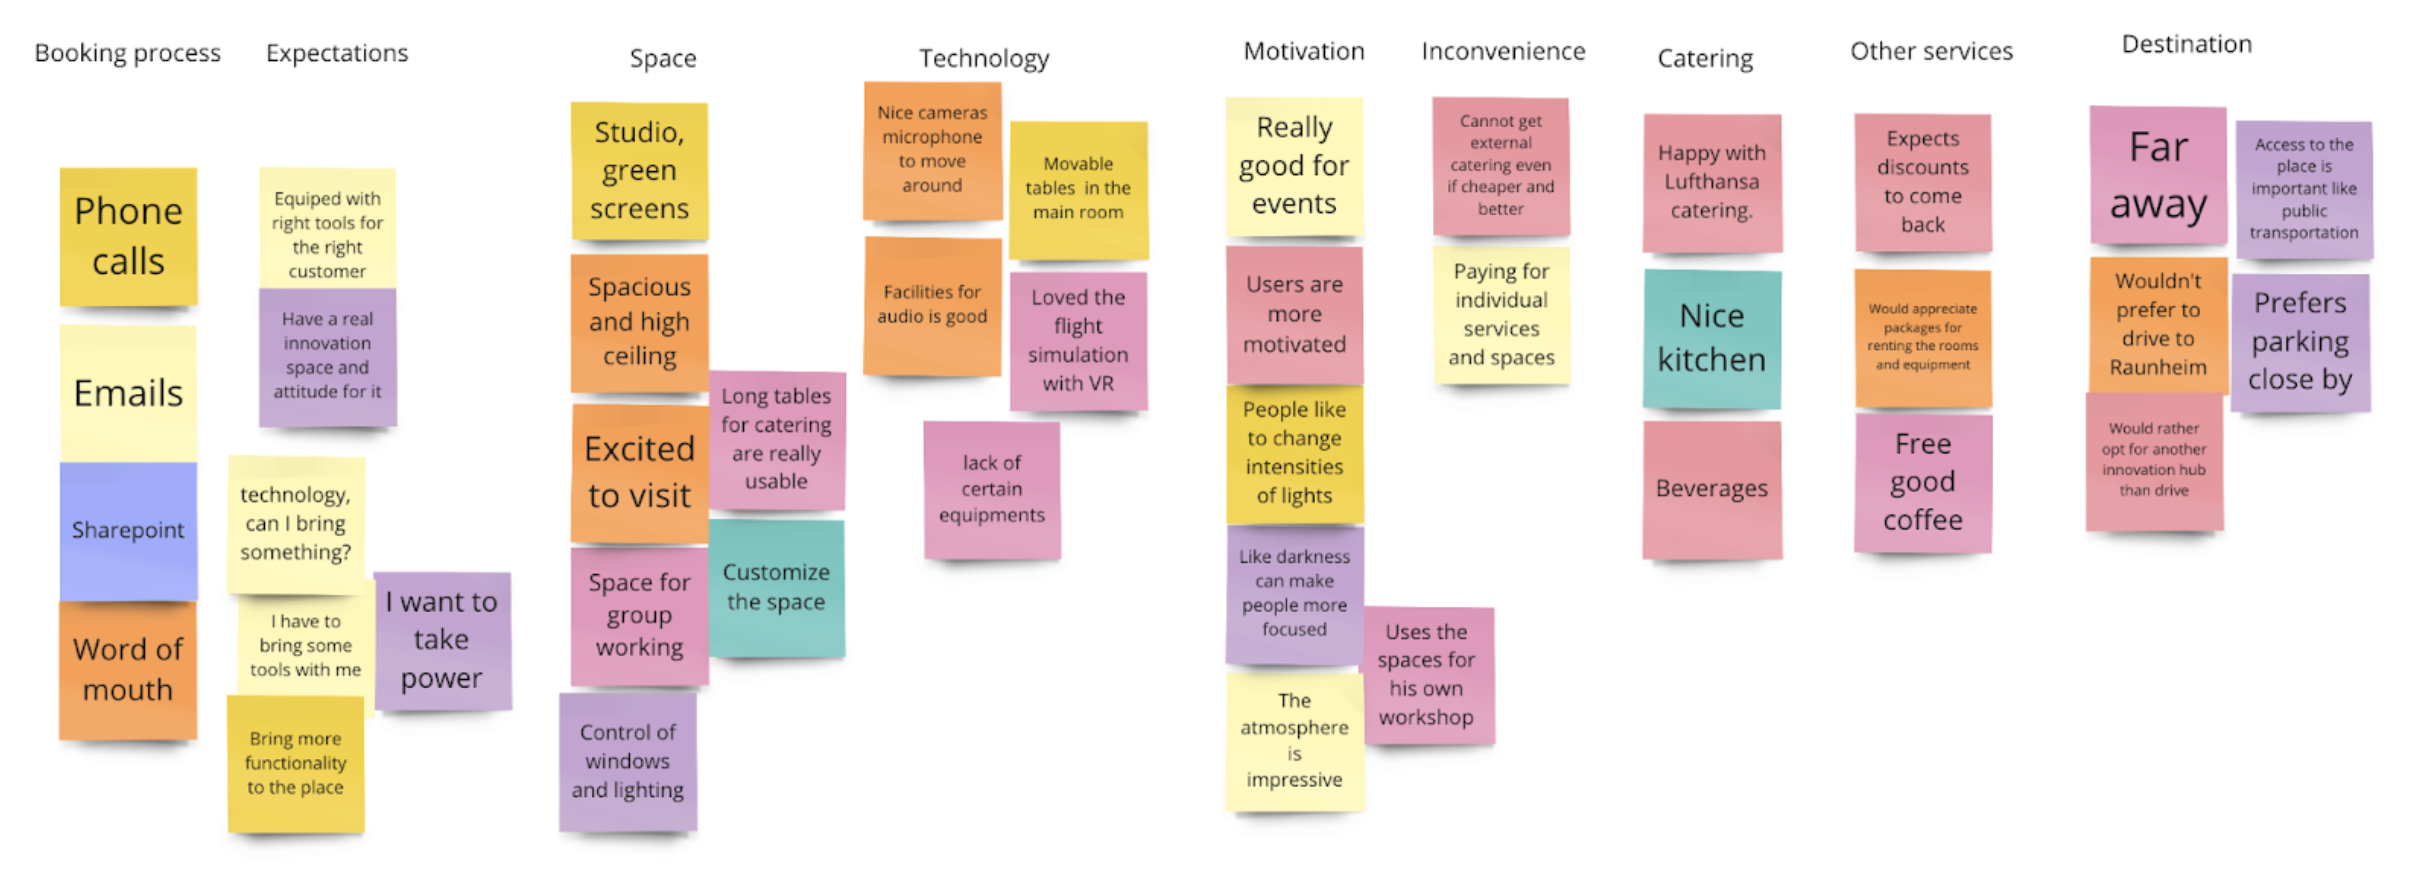 Booking process
Phone
calls
Emails
Sharepoint
Word of
mouth
Expectations
Equiped with
right tools for
the right
customer
Have a real
innovation
space and
attitude for it
technology,
can I bring
something?
I have to
bring some
tools with me
I want to
take
power
Bring more
functionality
to the place
Space
Studio,
green
screens
Spacious
and high
ceiling
Excited
to visit
Long tables
for catering
are really
usable
Space for
group
working
Customize
the space
Control of
windows
and lighting
Technology
Nice cameras
microphone
to move
around
Movable
tables in the
main room
Facilities for
audio is good
Loved the
flight
simulation
with VR
lack of
certain
equipments
Motivation
Really
good for
events
Users are
more
motivated
People like
to change
intensities
of lights
Like darkness
can make
people more
focused
Uses the
spaces for
his own
workshop
The
atmosphere
is
impressive
Inconvenience
Cannot get
external
catering even
if cheaper and
better
Paying for
individual
services
and spaces
Catering
Happy with
Lufthansa
catering.
Nice
kitchen
Beverages
Other services
Expects
discounts
to come
back
Would appreciate
packages for
renting the rooms
and equipment
Free
good
coffee
Destination
Far
away
Access to the
place is
important like
public
transportation
Wouldn't
prefer to
drive to
Raunheim
Prefers
parking
close by
Would rather
opt for another
innovation hub
than drive